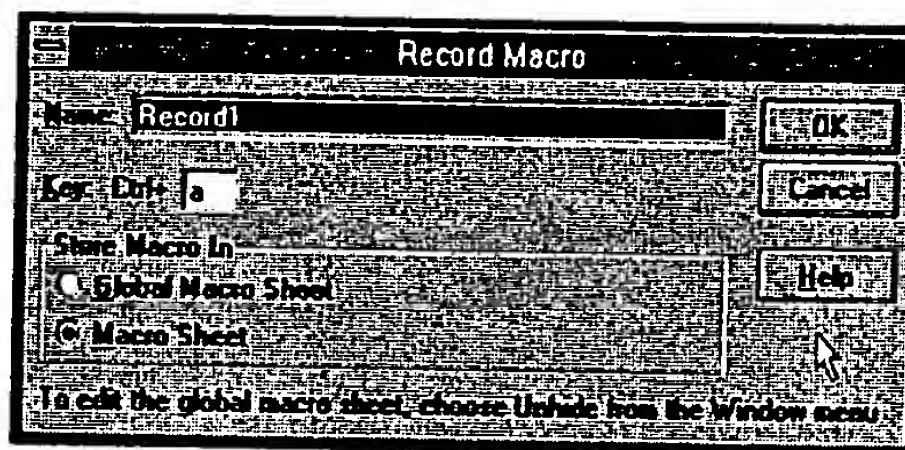 Record Macro
Name: Record1
OK
Key: Ctrl+ a
Cancel
Store Macro In
Global Macro Sheet
Help
Macro Sheet
To edit the global macro sheet, choose Unhide from the Window menu